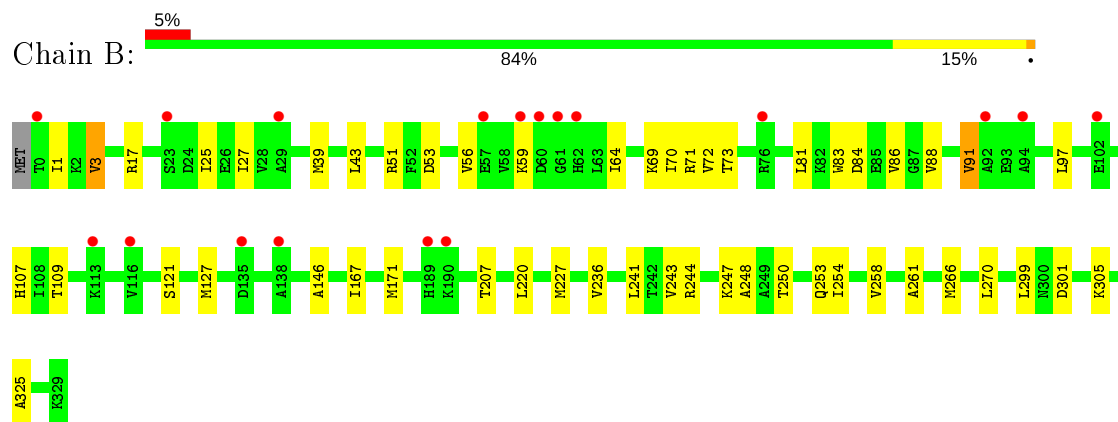 5%
Chain B:
84% 15% •
MET T0 I1 K2 V3 R17 S23 D24 I25 E26 I27 V28 A29 M39 L43 R51 F52 D53 V56 E57 V58 K59 D60 G61 H62 L63 I64 K69 I70 R71 V72 T73 R76 L81 K82 W83 D84 E85 V86 G87 V88 V91 A92 E93 A94 L97 E102
H107 I108 T109 K113 V116 S121 M127 D135 A138 A146 I167 M171 H189 K190 T207 L220 M227 V236 L241 T242 V243 R244 K247 A248 A249 T250 Q253 I254 V258 A261 M266 L270 L299 N300 D301 K305
A325 K329